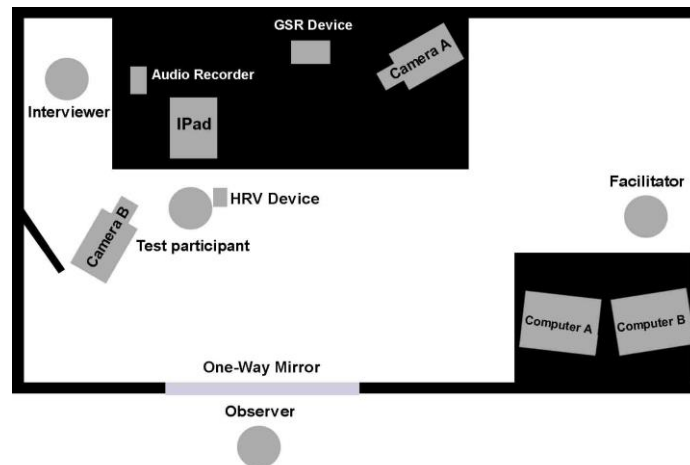 GSR Device
Camera A
Audio Recorder
Interviewer
IPad
Facilitator
HRV Device
Camera B
Test participant
Computer A
Computer B
One-Way Mirror
Observer